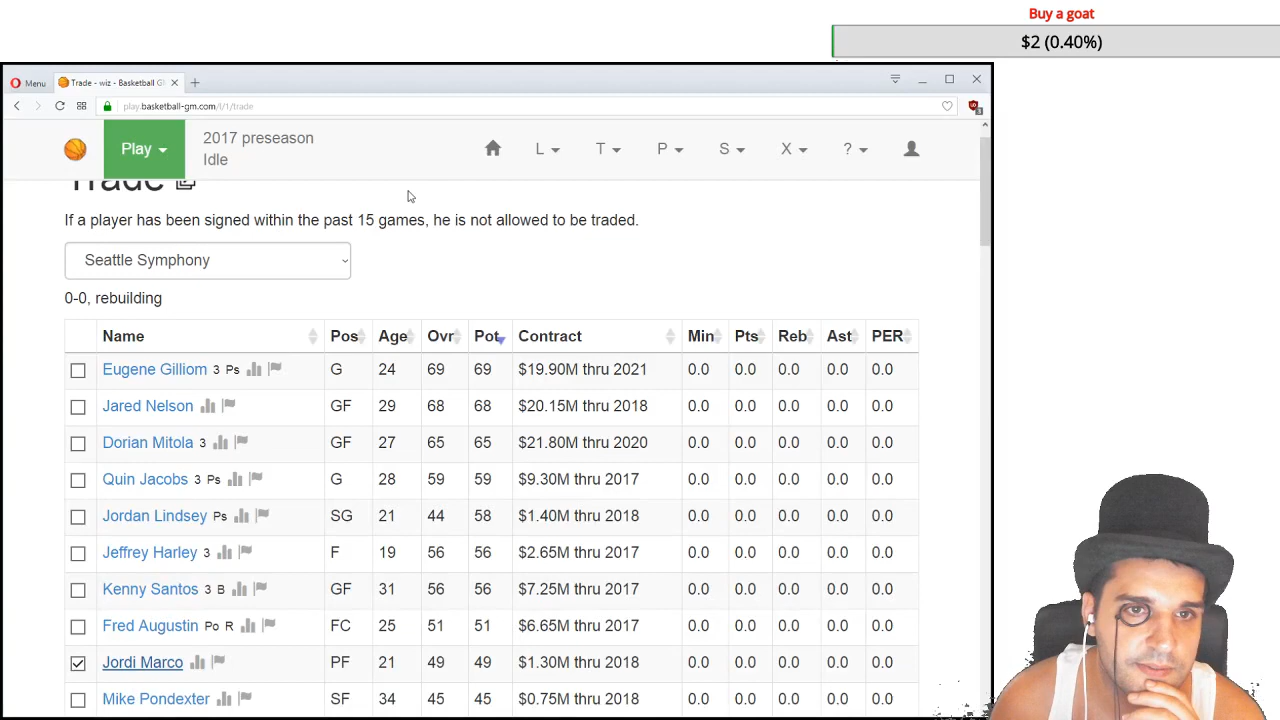 Buy a goat
$2 (0.40%)
Menu
Trade - wiz - Basketball G
play.basketball-gm.com/l/1/trade
Play
2017 preseason
Idle
L
T
P
S
X
?
Trade
If a player has been signed within the past 15 games, he is not allowed to be traded.
Seattle Symphony
0-0, rebuilding
Name Pos Age Ovr Pot Contract Min Pts Reb Ast PER
Eugene Gilliom 3 Ps G 24 69 69 $19.90M thru 2021 0.0 0.0 0.0 0.0 0.0
Jared Nelson GF 29 68 68 $20.15M thru 2018 0.0 0.0 0.0 0.0 0.0
Dorian Mitola 3 GF 27 65 65 $21.80M thru 2020 0.0 0.0 0.0 0.0 0.0
Quin Jacobs 3 Ps G 28 59 59 $9.30M thru 2017 0.0 0.0 0.0 0.0 0.0
Jordan Lindsey Ps SG 21 44 58 $1.40M thru 2018 0.0 0.0 0.0 0.0 0.0
Jeffrey Harley 3 F 19 56 56 $2.65M thru 2017 0.0 0.0 0.0 0.0 0.0
Kenny Santos 3 B GF 31 56 56 $7.25M thru 2017 0.0 0.0 0.0 0.0 0.0
Fred Augustin Po R FC 25 51 51 $6.65M thru 2017 0.0 0.0 0.0 0.0 0.0
Jordi Marco PF 21 49 49 $1.30M thru 2018 0.0 0.0 0.0 0.0 0.0
Mike Pondexter SF 34 45 45 $0.75M thru 2018 0.0 0.0 0.0 0.0 0.0